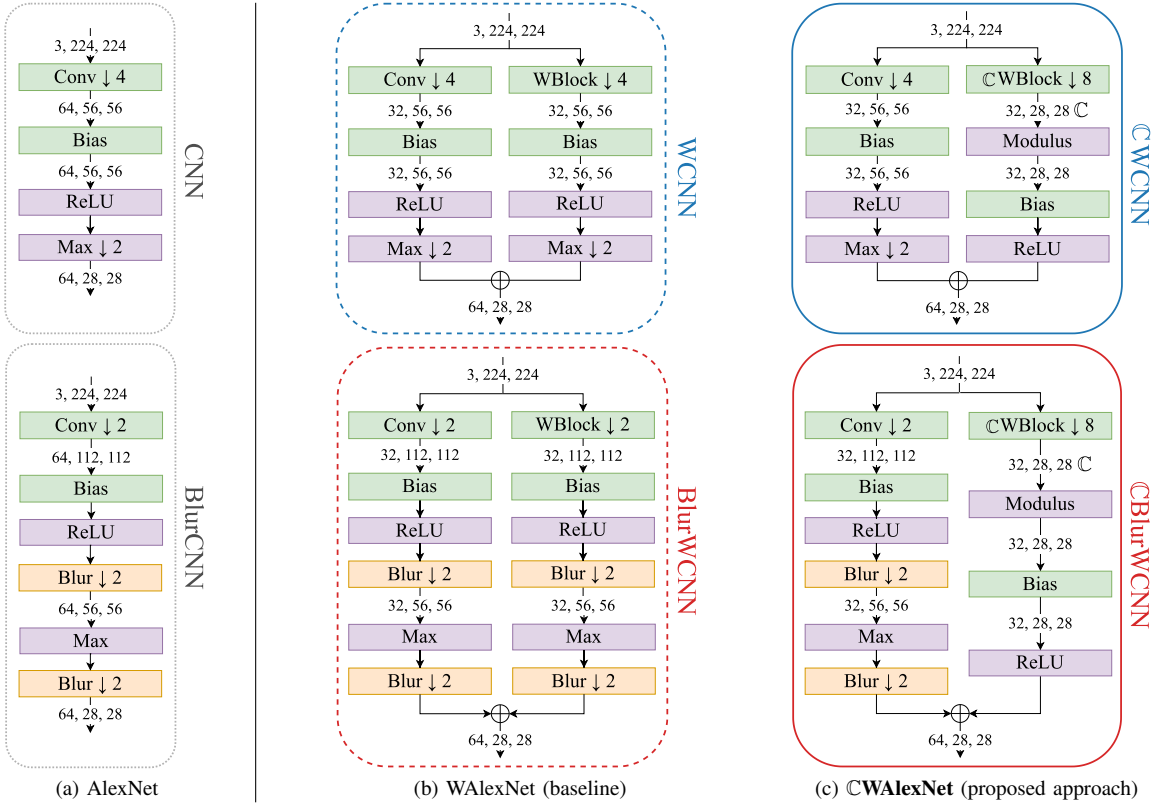 3, 224, 224
Conv ↓ 4
64, 56, 56
Bias
64, 56, 56
ReLU
Max ↓ 2
64, 28, 28
CNN
3, 224, 224
Conv ↓ 4
WBlock ↓ 4
32, 56, 56
32, 56, 56
Bias
Bias
32, 56, 56
32, 56, 56
ReLU
ReLU
Max ↓ 2
Max ↓ 2
64, 28, 28
WCNN
3, 224, 224
Conv ↓ 4
ℂWBlock ↓ 8
32, 56, 56
32, 28, 28 ℂ
Bias
Modulus
32, 56, 56
32, 28, 28
ReLU
Bias
Max ↓ 2
ReLU
64, 28, 28
ℂWCNN
3, 224, 224
Conv ↓ 2
64, 112, 112
Bias
ReLU
Blur ↓ 2
64, 56, 56
Max
Blur ↓ 2
64, 28, 28
BlurCNN
3, 224, 224
Conv ↓ 2
WBlock ↓ 2
32, 112, 112
32, 112, 112
Bias
Bias
ReLU
ReLU
Blur ↓ 2
Blur ↓ 2
32, 56, 56
32, 56, 56
Max
Max
Blur ↓ 2
Blur ↓ 2
64, 28, 28
BlurWCNN
3, 224, 224
Conv ↓ 2
ℂWBlock ↓ 8
32, 112, 112
32, 28, 28 ℂ
Bias
Modulus
ReLU
32, 28, 28
Blur ↓ 2
Bias
32, 56, 56
32, 28, 28
Max
ReLU
Blur ↓ 2
64, 28, 28
ℂBlurWCNN
(a) AlexNet
(b) WAlexNet (baseline)
(c) ℂWAlexNet (proposed approach)